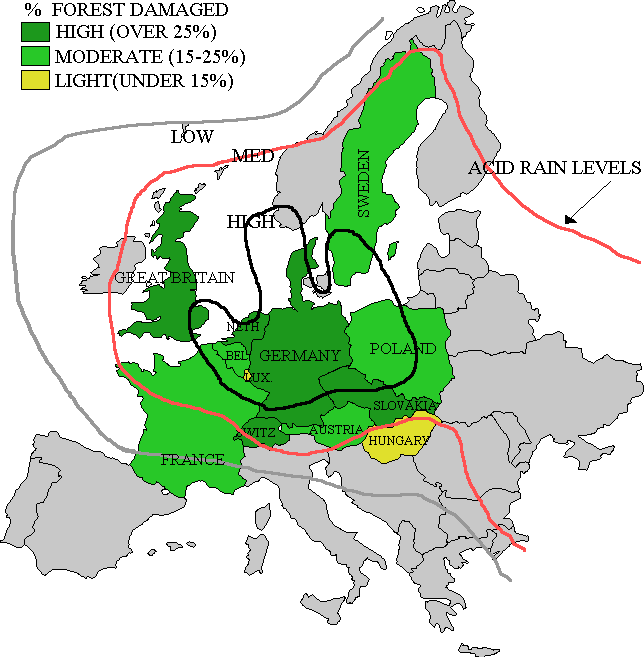 % FOREST DAMAGED
HIGH (OVER 25%)
MODERATE (15-25%)
LIGHT(UNDER 15%)
LOW
MED
ACID RAIN LEVELS
SWEDEN
HIGH
GREAT BRITAIN
NETH
BEL
GERMANY
POLAND
LUX.
SLOVAKIA
SWITZ
AUSTRIA
HUNGARY
FRANCE